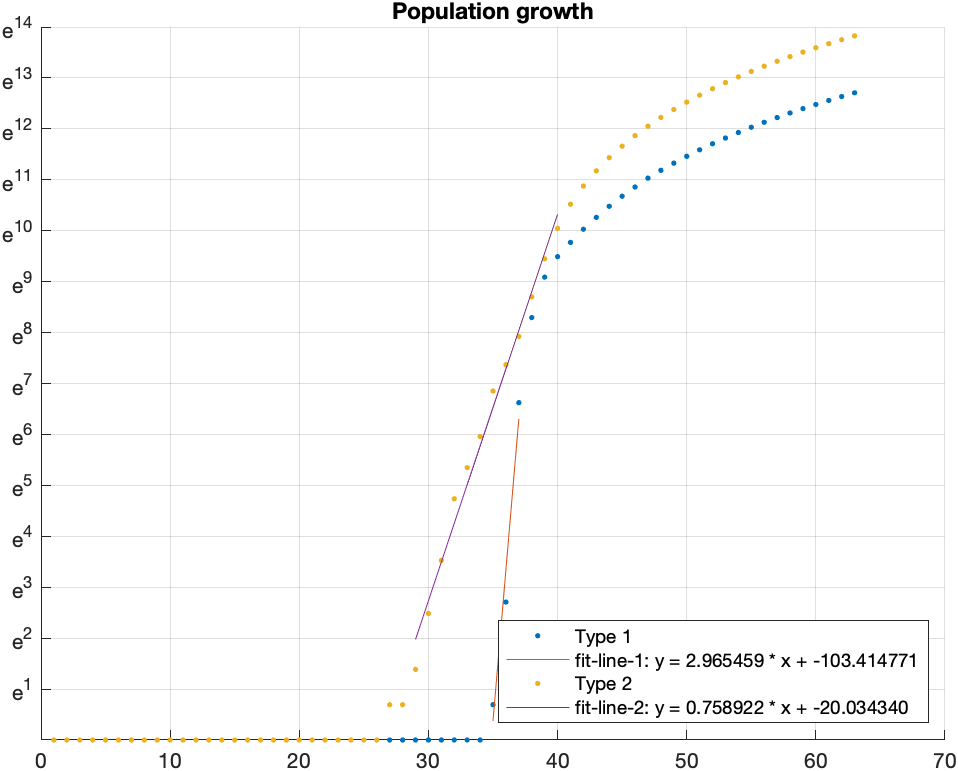 Population growth
e14
e13
e12
e11
e10
e9
e8
e7
e6
e5
e4
e3
e2
e1
Type 1
fit-line-1: y = 2.965459 * x + -103.414771
Type 2
fit-line-2: y = 0.758922 * x + -20.034340
0 10 20 30 40 50 60 70